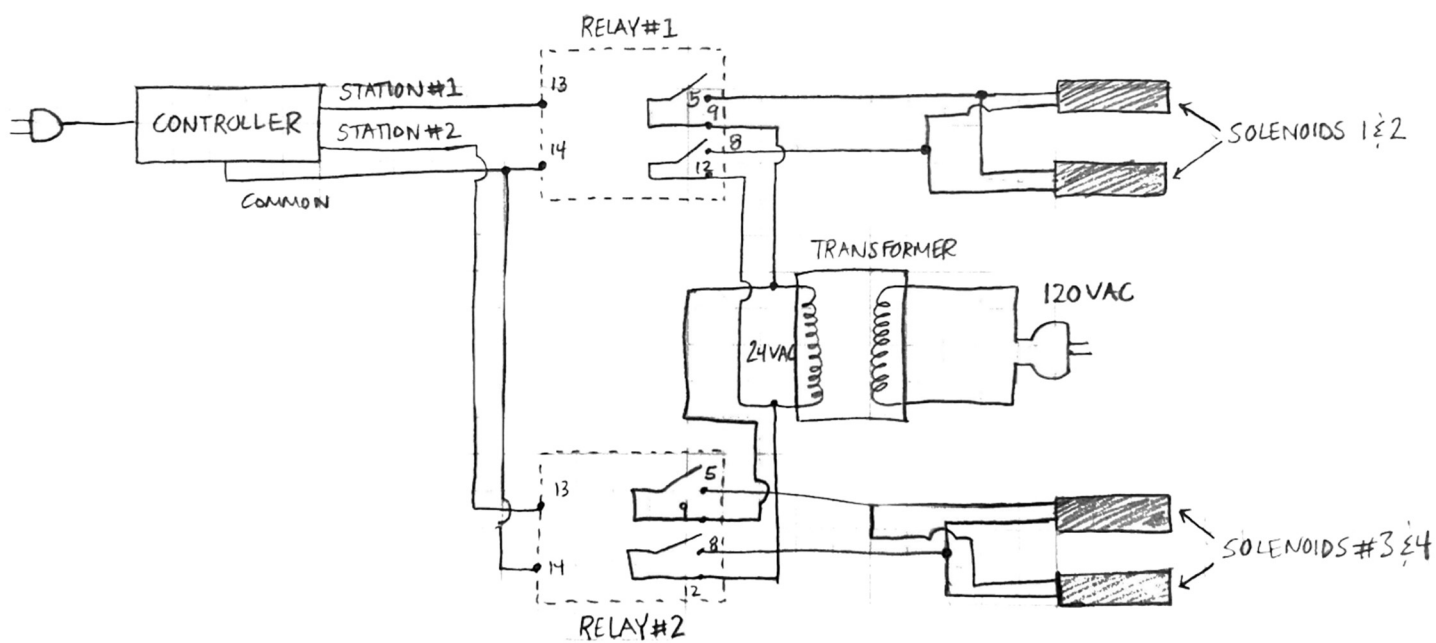 RELAY#1
STATION#1
13
5
9
CONTROLLER
STATION#2
14
8
12
SOLENOIDS 1&2
COMMON
TRANSFORMER
120VAC
24VAC
13
5
9
14
8
12
SOLENOIDS #3&4
RELAY#2